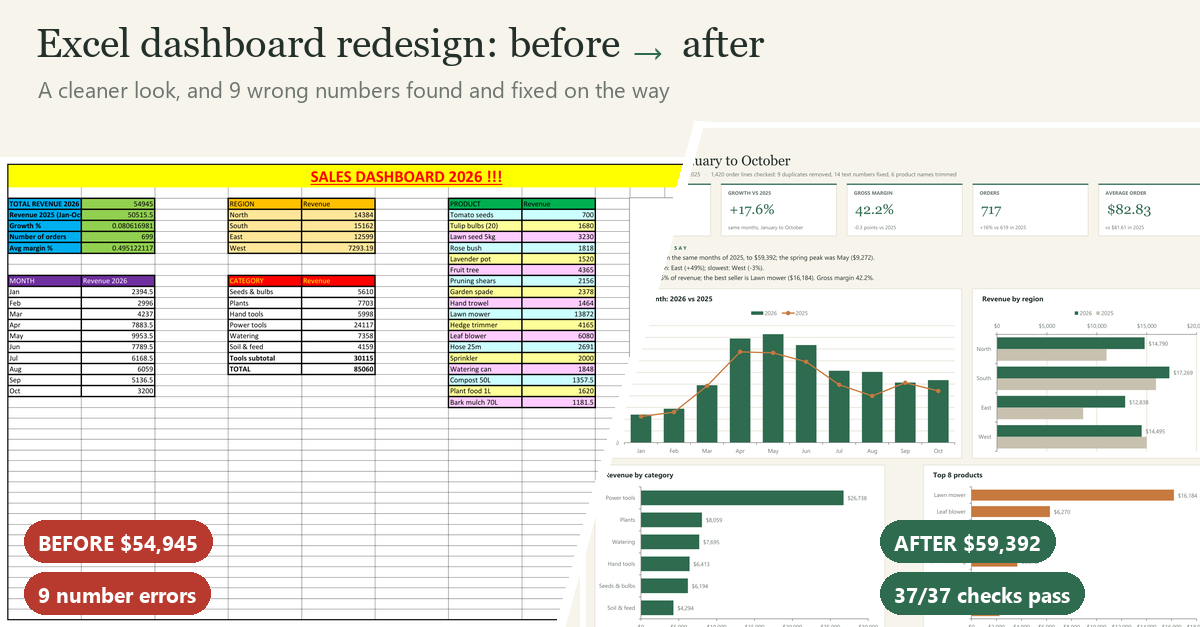 Excel dashboard redesign: before → after
A cleaner look, and 9 wrong numbers found and fixed on the way
SALES DASHBOARD 2026 !!!
TOTAL REVENUE 2026 54945
Revenue 2025 (Jan-Oc 50515.5
Growth % 0.080616981
Number of orders 699
Avg margin % 0.495122117
MONTH Revenue 2026
Jan 2394.5
Feb 2996
Mar 4237
Apr 7883.5
May 9953.5
Jun 7789.5
Jul 6168.5
Aug 6059
Sep 5136.5
Oct 3200
REGION Revenue
North 14384
South 15162
East 12599
West 7293.19
CATEGORY Revenue
Seeds & bulbs 5610
Plants 7703
Hand tools 5998
Power tools 24117
Watering 7358
Soil & feed 4159
Tools subtotal 30115
TOTAL 85060
PRODUCT Revenue
Tomato seeds 700
Tulip bulbs (20) 1680
Lawn seed 5kg 3230
Rose bush 1818
Lavender pot 1520
Fruit tree 4365
Pruning shears 2156
Garden spade 2378
Hand trowel 1464
Lawn mower 13872
Hedge trimmer 4165
Leaf blower 6080
Hose 25m 2691
Sprinkler 2000
Watering can 1848
Compost 50L 1357.5
Plant food 1L 1620
Bark mulch 70L 1181.5
BEFORE $54,945
9 number errors
uary to October
2025 · 1,420 order lines checked: 9 duplicates removed, 14 text numbers fixed, 6 product names trimmed
GROWTH VS 2025
+17.6%
same months, January to October
GROSS MARGIN
42.2%
-0.3 points vs 2025
ORDERS
717
+16% vs 619 in 2025
AVERAGE ORDER
$82.83
vs $81.61 in 2025
SAY
n the same months of 2025, to $59,392; the spring peak was May ($9,272).
n: East (+49%); slowest: West (-3%).
% of revenue; the best seller is Lawn mower ($16,184). Gross margin 42.2%.
nth: 2026 vs 2025
2026 2025
0
Jan Feb Mar Apr May Jun Jul Aug Sep Oct
Revenue by region
2026 2025
$0 $5,000 $10,000 $15,000 $20,0
North $14,790
South $17,269
East $12,838
West $14,495
Revenue by category
Power tools $26,738
Plants $8,059
Watering $7,695
Hand tools $6,413
Seeds & bulbs $6,194
Soil & feed $4,294
Top 8 products
Lawn mower $16,184
Leaf blower $6,270
AFTER $59,392
37/37 checks pass